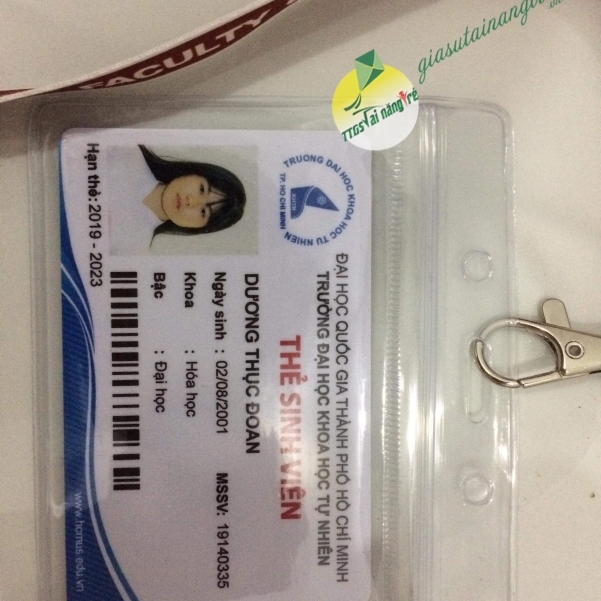 FACULTY
giasutainang
TTGS Tài năng Trẻ
ĐẠI HỌC QUỐC GIA THÀNH PHỐ HỒ CHÍ MINH
TRƯỜNG ĐẠI HỌC KHOA HỌC TỰ NHIÊN
TRƯỜNG ĐẠI HỌC KHOA HỌC TỰ NHIÊN
TP. HỒ CHÍ MINH
THẺ SINH VIÊN
DƯƠNG THỤC ĐOAN
Ngày sinh : 02/08/2001 MSSV: 19140335
Khoa : Hóa học
Bậc : Đại học
Hạn thẻ: 2019 - 2023
www.hcmus.edu.vn